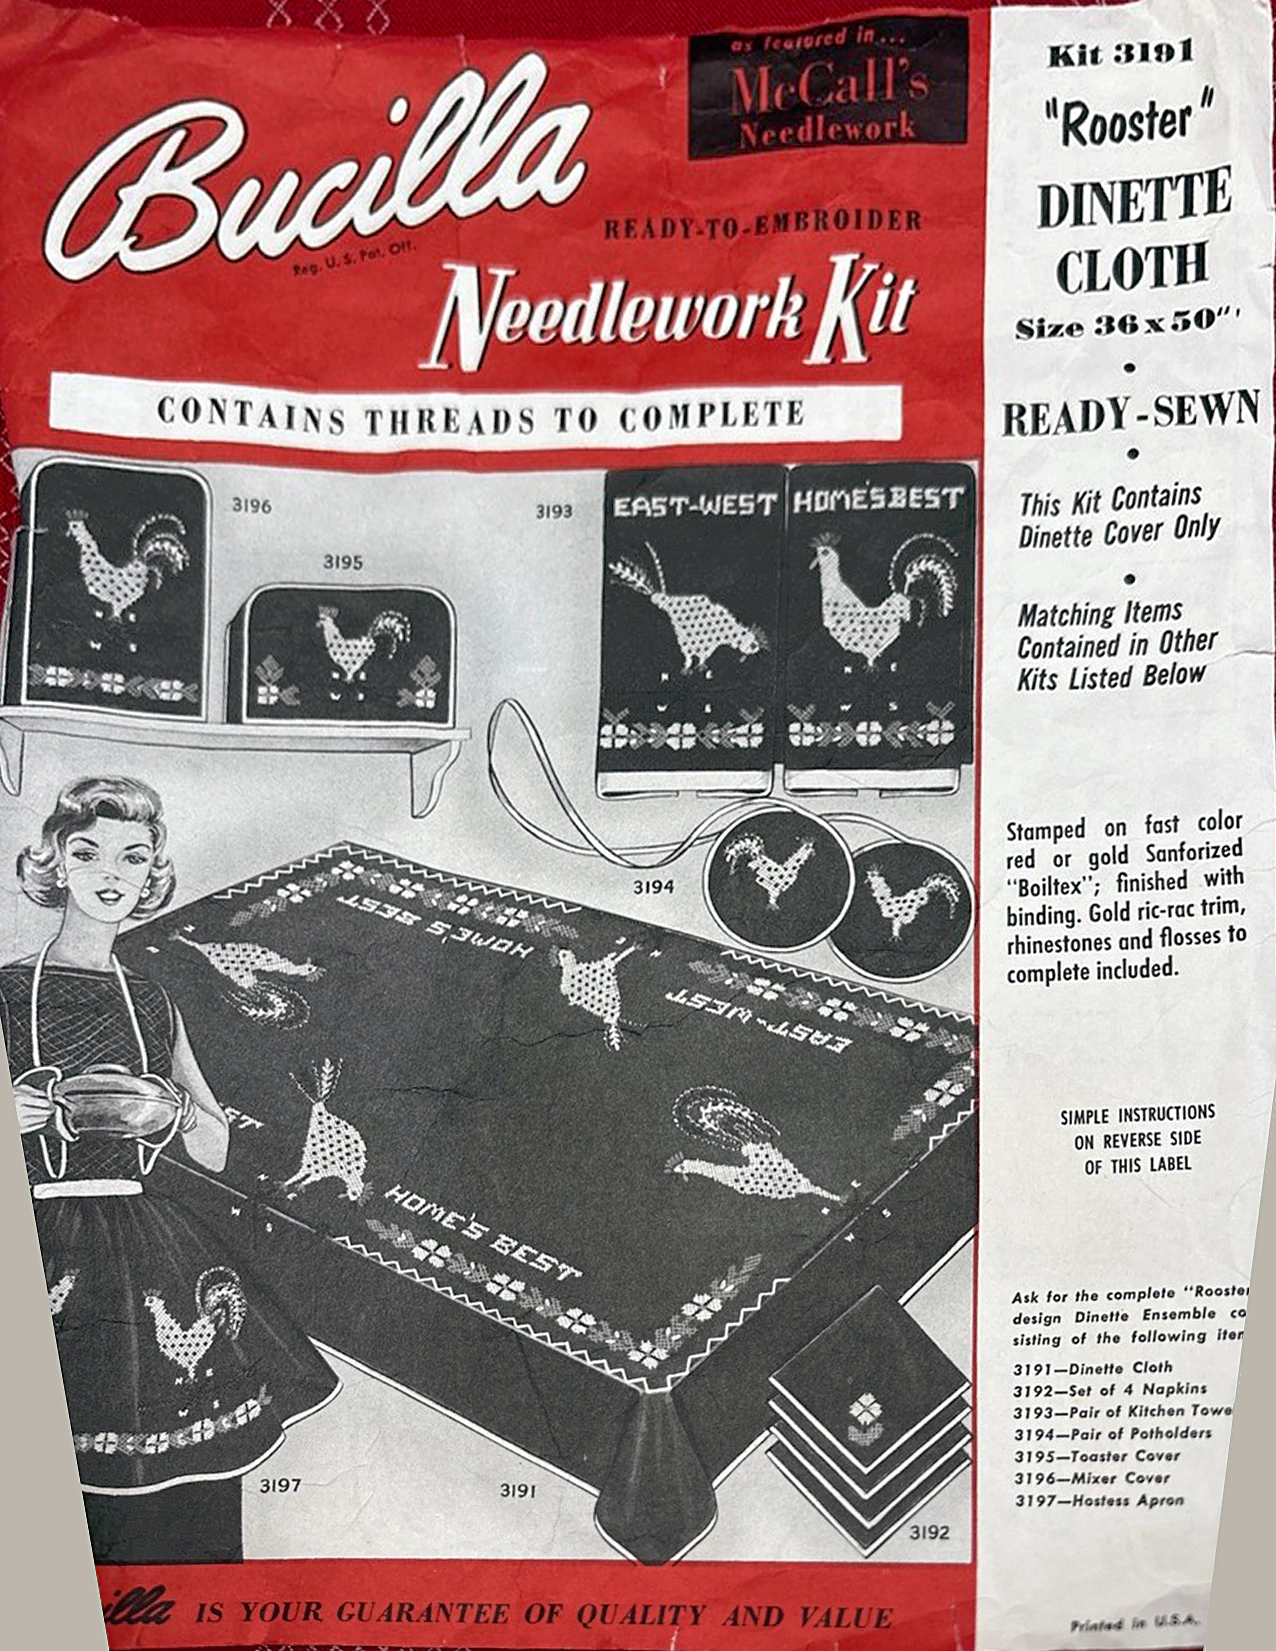 as featured in...
McCall's
Needlework
Bucilla
Reg. U. S. Pat. Off.
READY-TO-EMBROIDER
Needlework Kit
CONTAINS THREADS TO COMPLETE
3196
3195
3193
EAST-WEST
HOME'S BEST
N E
W S
N E
W S
N E
W S
N E
W S
3194
HOME'S BEST
EAST-WEST
HOME'S BEST
N E
W S
E
W S
N E
W S
3197
3191
3192
IS YOUR GUARANTEE OF QUALITY AND VALUE
Kit 3191
"Rooster"
DINETTE
CLOTH
Size 36 x 50"
•
READY-SEWN
•
This Kit Contains
Dinette Cover Only
•
Matching Items
Contained in Other
Kits Listed Below
Stamped on fast color
red or gold Sanforized
"Boiltex"; finished with
binding. Gold ric-rac trim,
rhinestones and flosses to
complete included.
SIMPLE INSTRUCTIONS
ON REVERSE SIDE
OF THIS LABEL
Ask for the complete "Rooster
design Dinette Ensemble co
sisting of the following iter
3191—Dinette Cloth
3192—Set of 4 Napkins
3193—Pair of Kitchen Towe
3194—Pair of Potholders
3195—Toaster Cover
3196—Mixer Cover
3197—Hostess Apron
Printed in U.S.A.